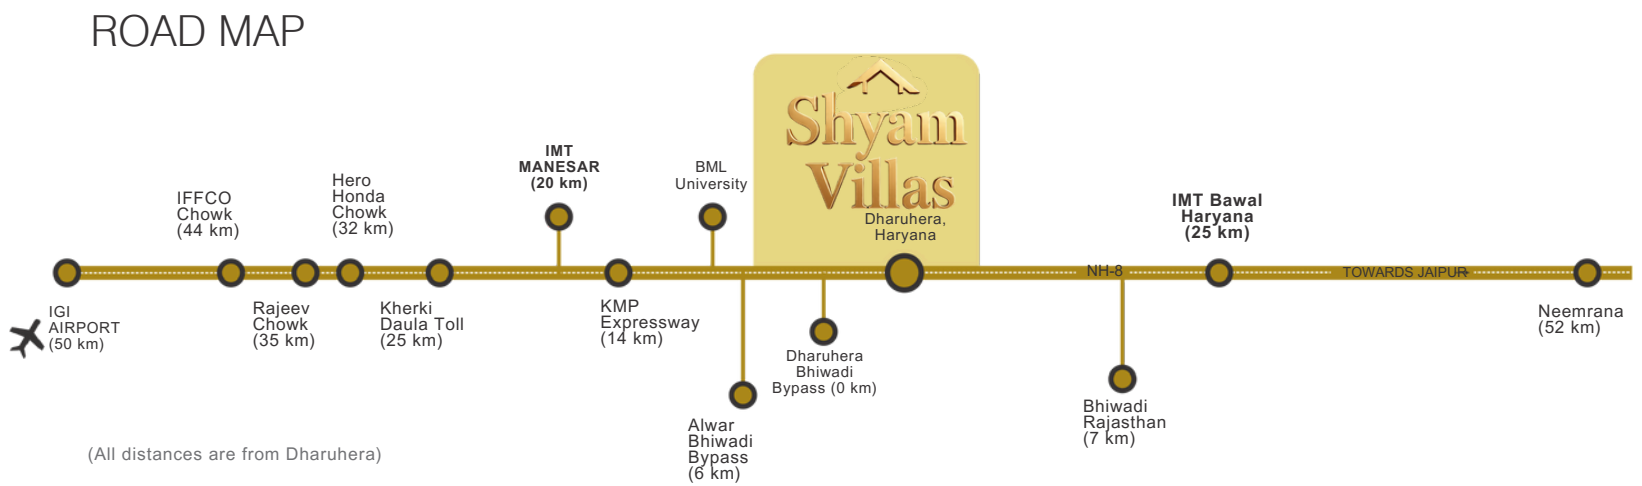 ROAD MAP
Shyam
Villas
Dharuhera,
Haryana
IFFCO
Chowk
(44 km)
Hero
Honda
Chowk
(32 km)
IMT
MANESAR
(20 km)
BML
University
IMT Bawal
Haryana
(25 km)
NH-8
TOWARDS JAIPUR
IGI
AIRPORT
(50 km)
Rajeev
Chowk
(35 km)
Kherki
Daula Toll
(25 km)
KMP
Expressway
(14 km)
Alwar
Bhiwadi
Bypass
(6 km)
Dharuhera
Bhiwadi
Bypass (0 km)
Bhiwadi
Rajasthan
(7 km)
Neemrana
(52 km)
(All distances are from Dharuhera)